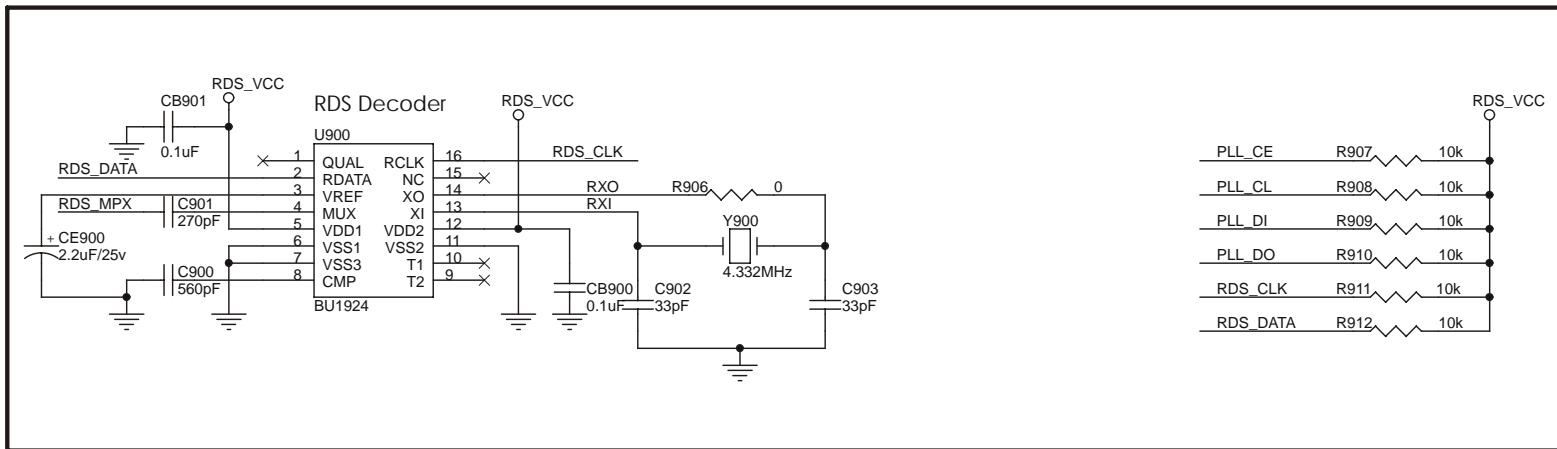 RDS_VCC
CB901
0.1uF
RDS Decoder
U900
RDS_VCC
RDS_DATA
RDS_MPX
C901
270pF
+
CE900
2.2uF/25v
C900
560pF
1 QUAL RCLK 16
2 RDATA NC 15
3 VREF XO 14
4 MUX XI 13
5 VDD1 VDD2 12
6 VSS1 VSS2 11
7 VSS3 T1 10
8 CMP T2 9
BU1924
RDS_CLK
RXO R906 0
RXI
Y900
4.332MHz
CB900
0.1uF
C902
33pF
C903
33pF
RDS_VCC
PLL_CE R907 10k
PLL_CL R908 10k
PLL_DI R909 10k
PLL_DO R910 10k
RDS_CLK R911 10k
RDS_DATA R912 10k